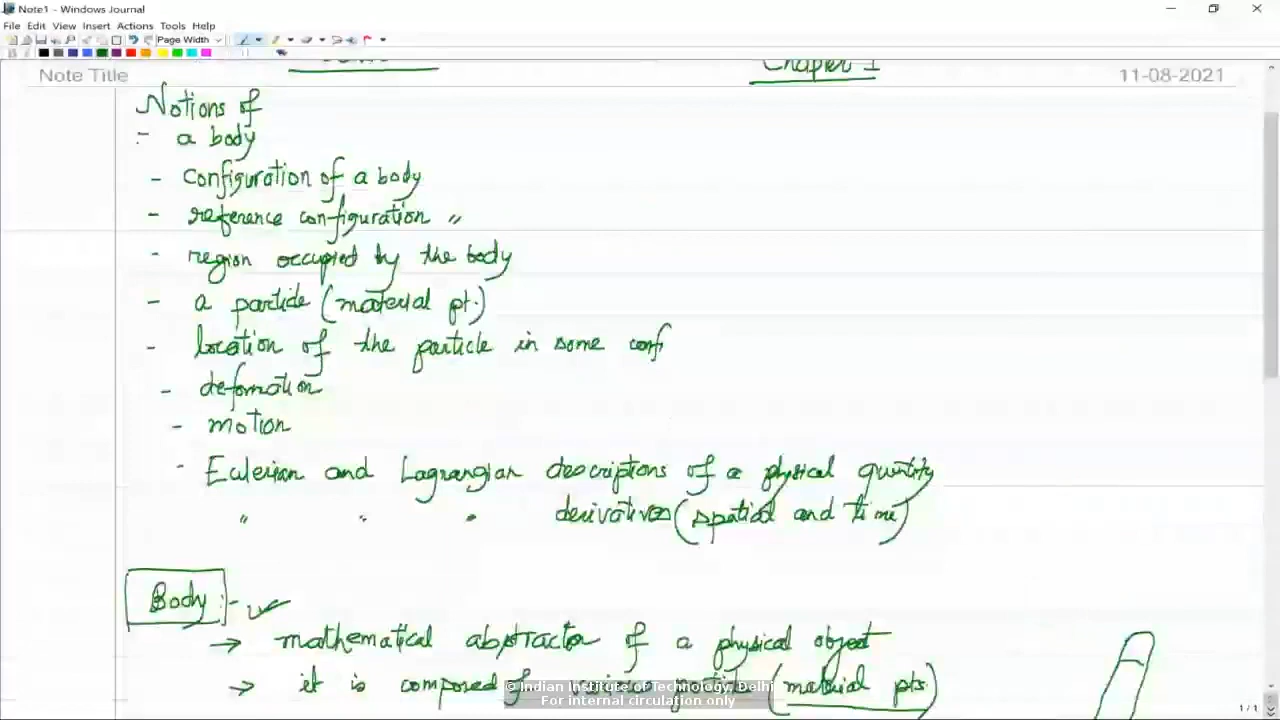 Note1 - Windows Journal
File Edit View Insert Actions Tools Help
Page Width
Note Title
Chapter 1
11-08-2021
Notions of
- a body
- configuration of a body
- reference configuration "
- region occupied by the body
- a particle (material pt.)
- location of the particle in some conf
- deformation
- motion
- Eulerian and Lagrangian descriptions of a physical quantity
" " " derivatives (spatial and time)
Body :-
→ mathematical abstraction of a physical object
→ it is composed of (material pts.)
© Indian Institute of Technology, Delhi
For internal circulation only
1 / 1